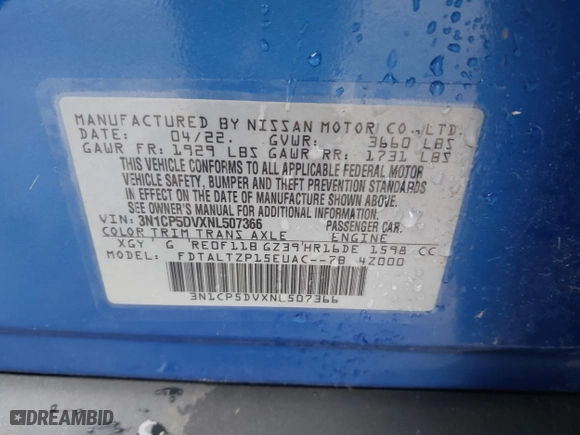 MANUFACTURED BY NISSAN MOTOR CO., LTD.
DATE: 04/22. GVWR: 3660 LBS
GAWR FR: 1929 LBS GAWR RR: 1731 LBS
THIS VEHICLE CONFORMS TO ALL APPLICABLE FEDERAL MOTOR
VEHICLE SAFETY, BUMPER AND THEFT PREVENTION STANDARDS
IN EFFECT ON THE DATE OF MANUFACTURE SHOWN ABOVE.
SEE OWNER'S MANUAL FOR ADDITIONAL INFORMATION.
VIN: 3N1CP5DVXNL507366 PASSENGER CAR.
COLOR TRIM TRANS AXLE ENGINE
XGY ' G 'RE0F11B GZ39'HR16DE 1598 CC
MODEL: FDTALTZP15EUAC--7B 4Z000
3N1CP5DVXNL507366
DREAMBID